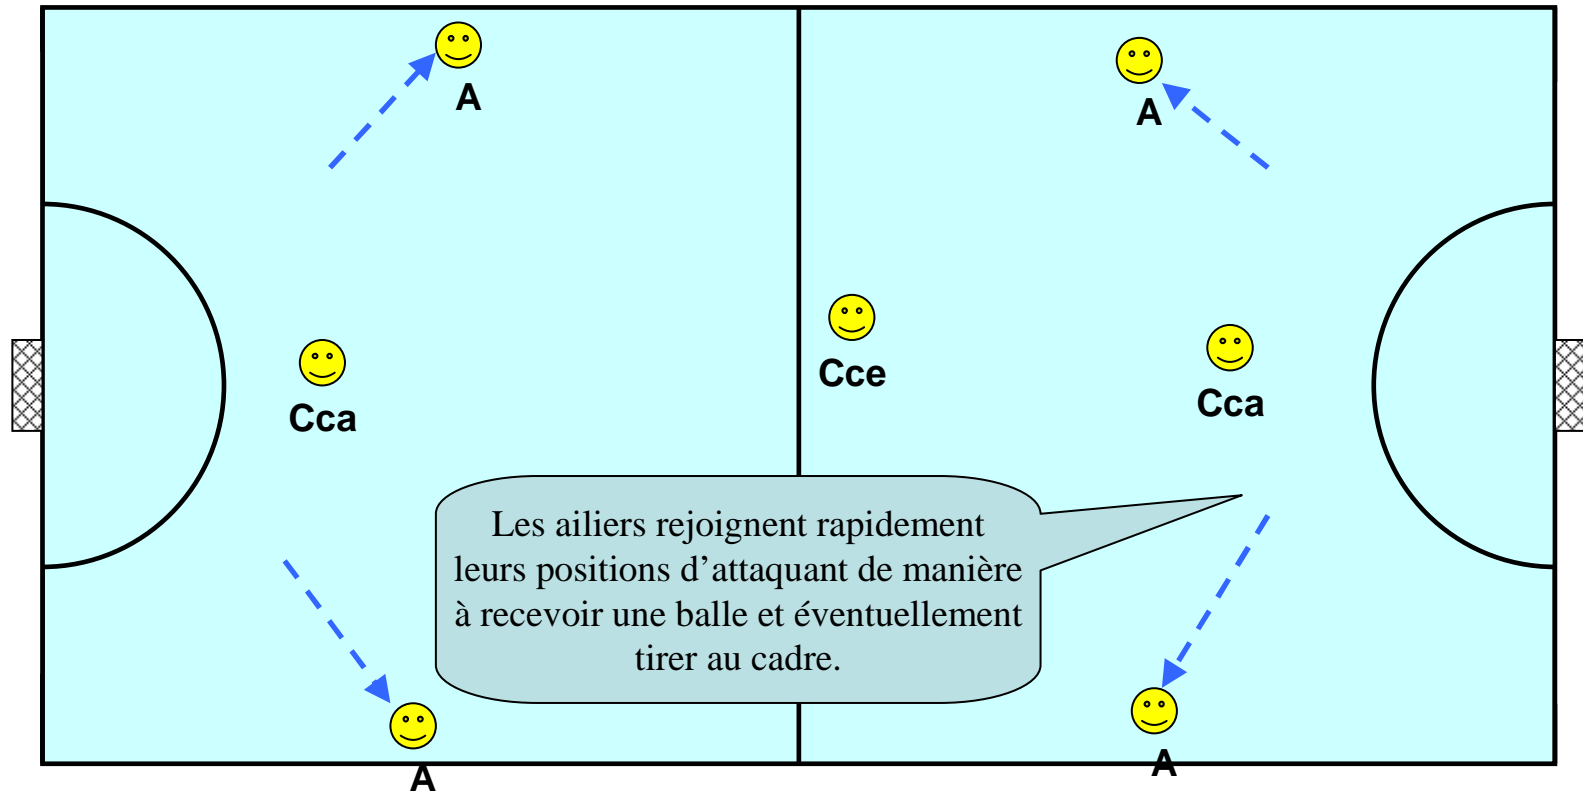 A
A
Cce
Cca
Cca
Les ailiers rejoignent rapidement
leurs positions d’attaquant de manière
à recevoir une balle et éventuellement
tirer au cadre.
A
A